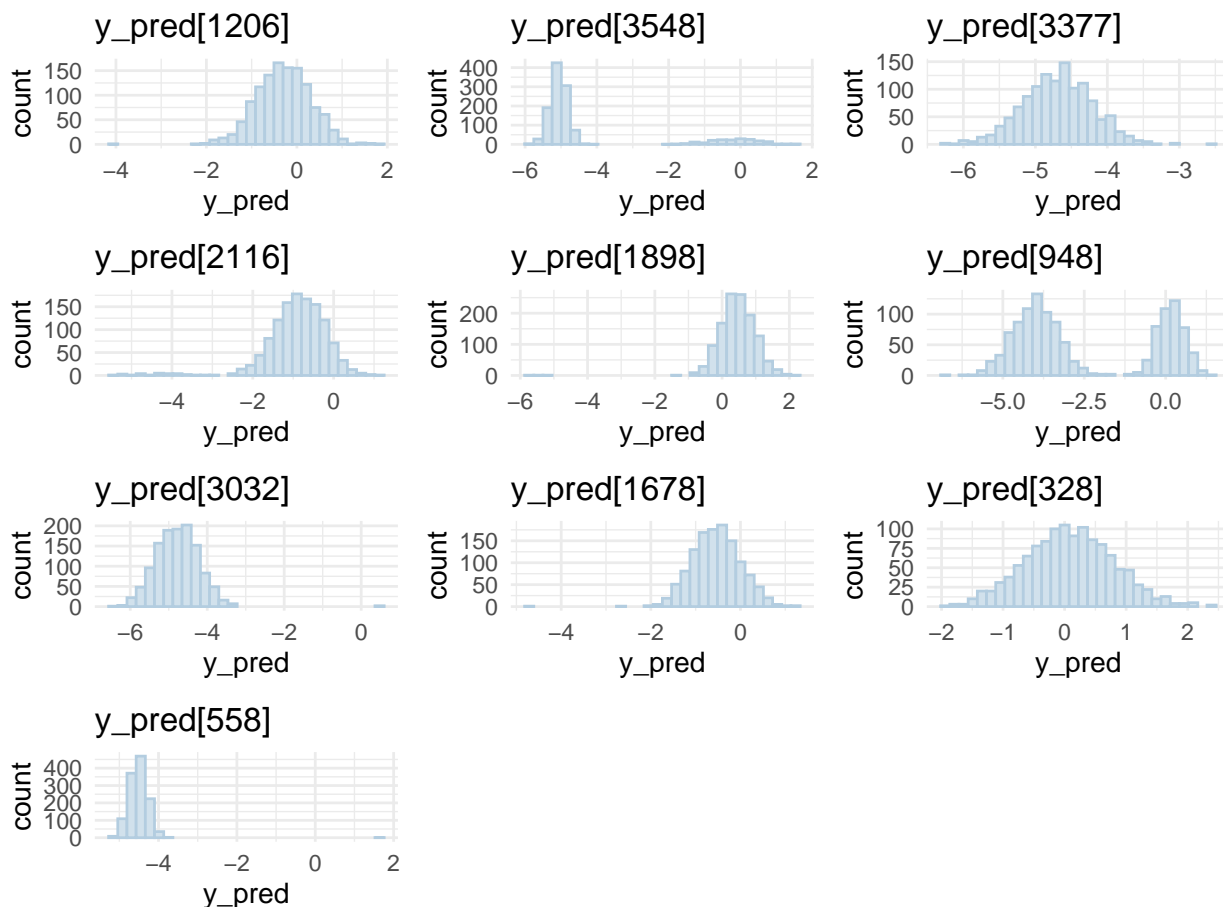 y_pred[1206]
count
150
100
50
0
−4
−2
0
2
y_pred
y_pred[3548]
count
400
300
200
100
0
−6
−4
−2
0
2
y_pred
y_pred[3377]
count
150
100
50
0
−6
−5
−4
−3
y_pred
y_pred[2116]
count
150
100
50
0
−4
−2
0
y_pred
y_pred[1898]
count
200
100
0
−6
−4
−2
0
2
y_pred
y_pred[948]
count
100
50
0
−5.0
−2.5
0.0
y_pred
y_pred[3032]
count
200
150
100
50
0
−6
−4
−2
0
y_pred
y_pred[1678]
count
150
100
50
0
−4
−2
0
y_pred
y_pred[328]
count
100
75
50
25
0
−2
−1
0
1
2
y_pred
y_pred[558]
count
400
300
200
100
0
−4
−2
0
2
y_pred